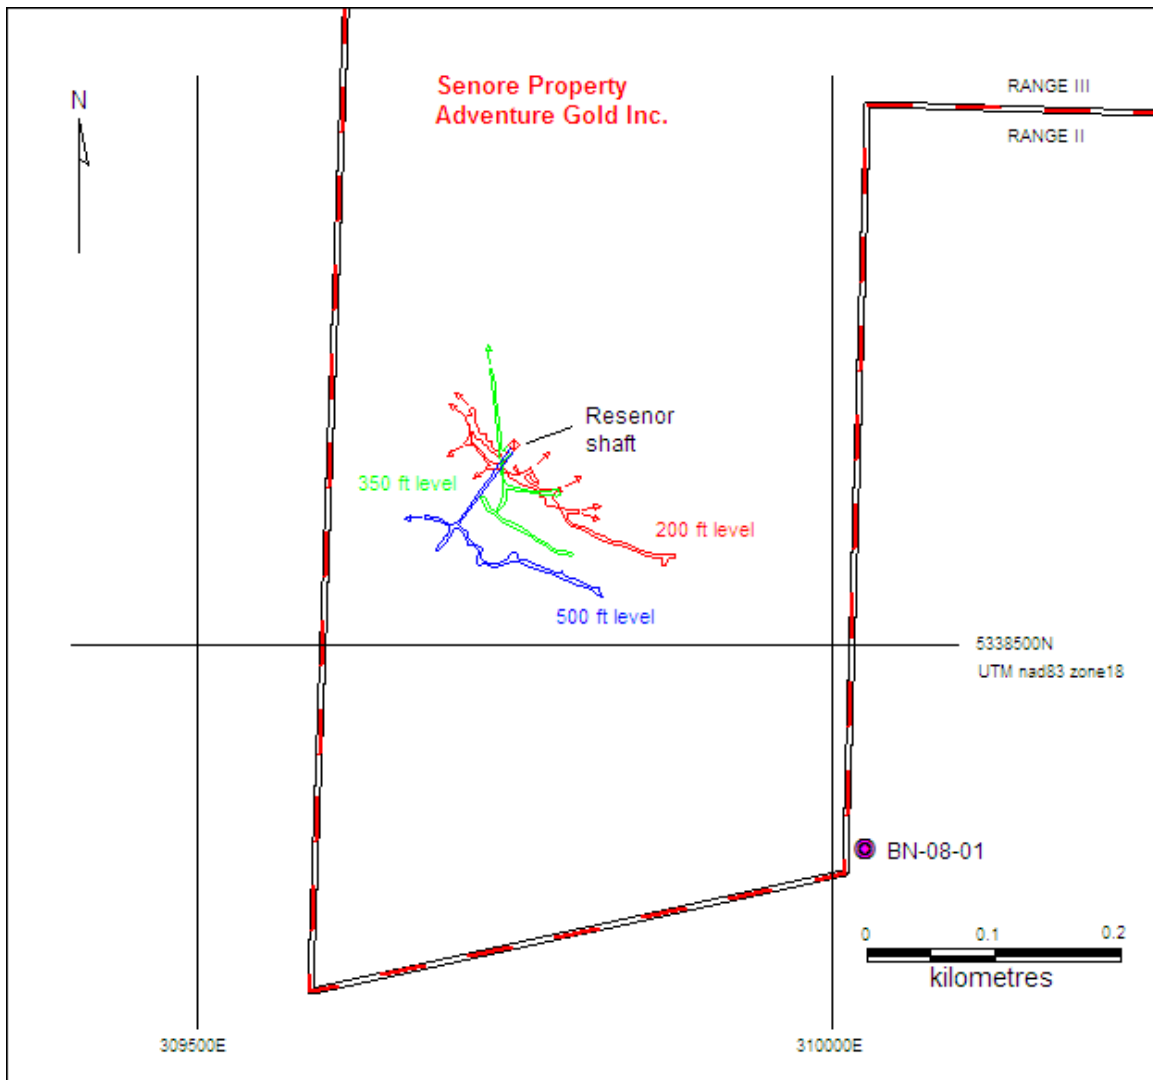 Senore Property
Adventure Gold Inc.
RANGE III
RANGE II
N
Resenor
shaft
350 ft level
200 ft level
500 ft level
5338500N
UTM nad83 zone18
BN-08-01
0 0.1 0.2
kilometres
309500E 310000E